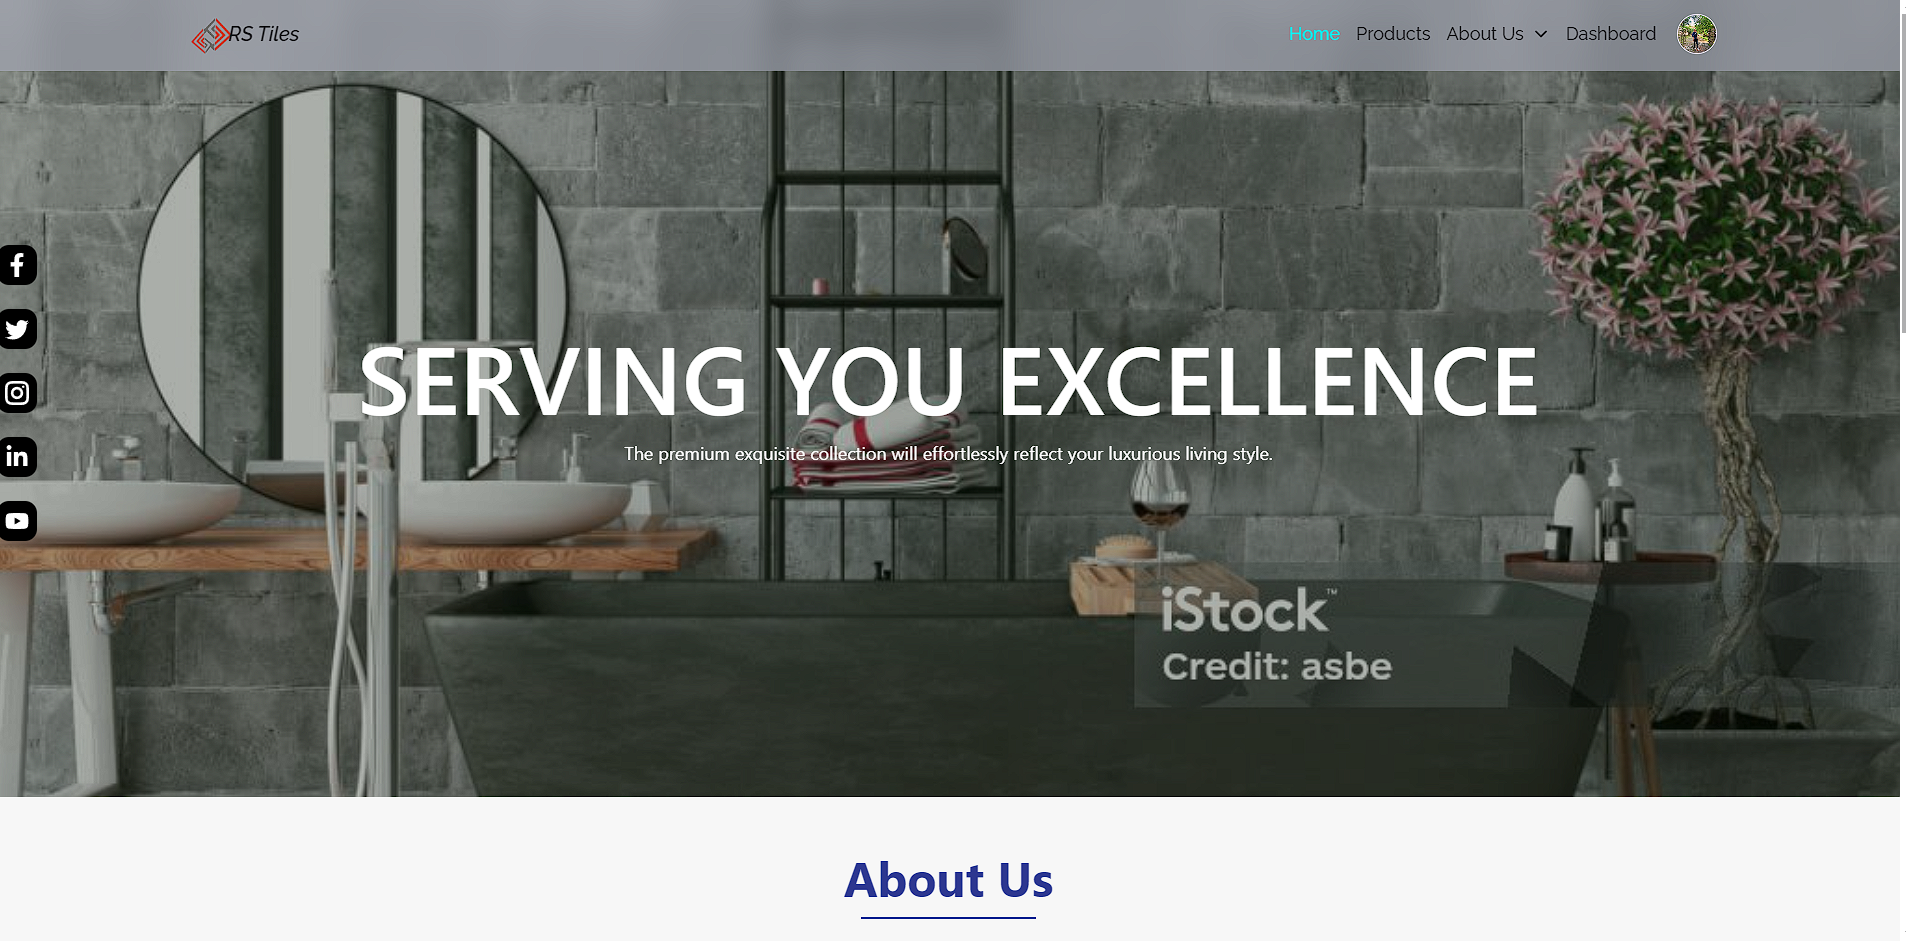 RS Tiles
Home Products About Us Dashboard
SERVING YOU EXCELLENCE
The premium exquisite collection will effortlessly reflect your luxurious living style.
iStock™
Credit: asbe
About Us